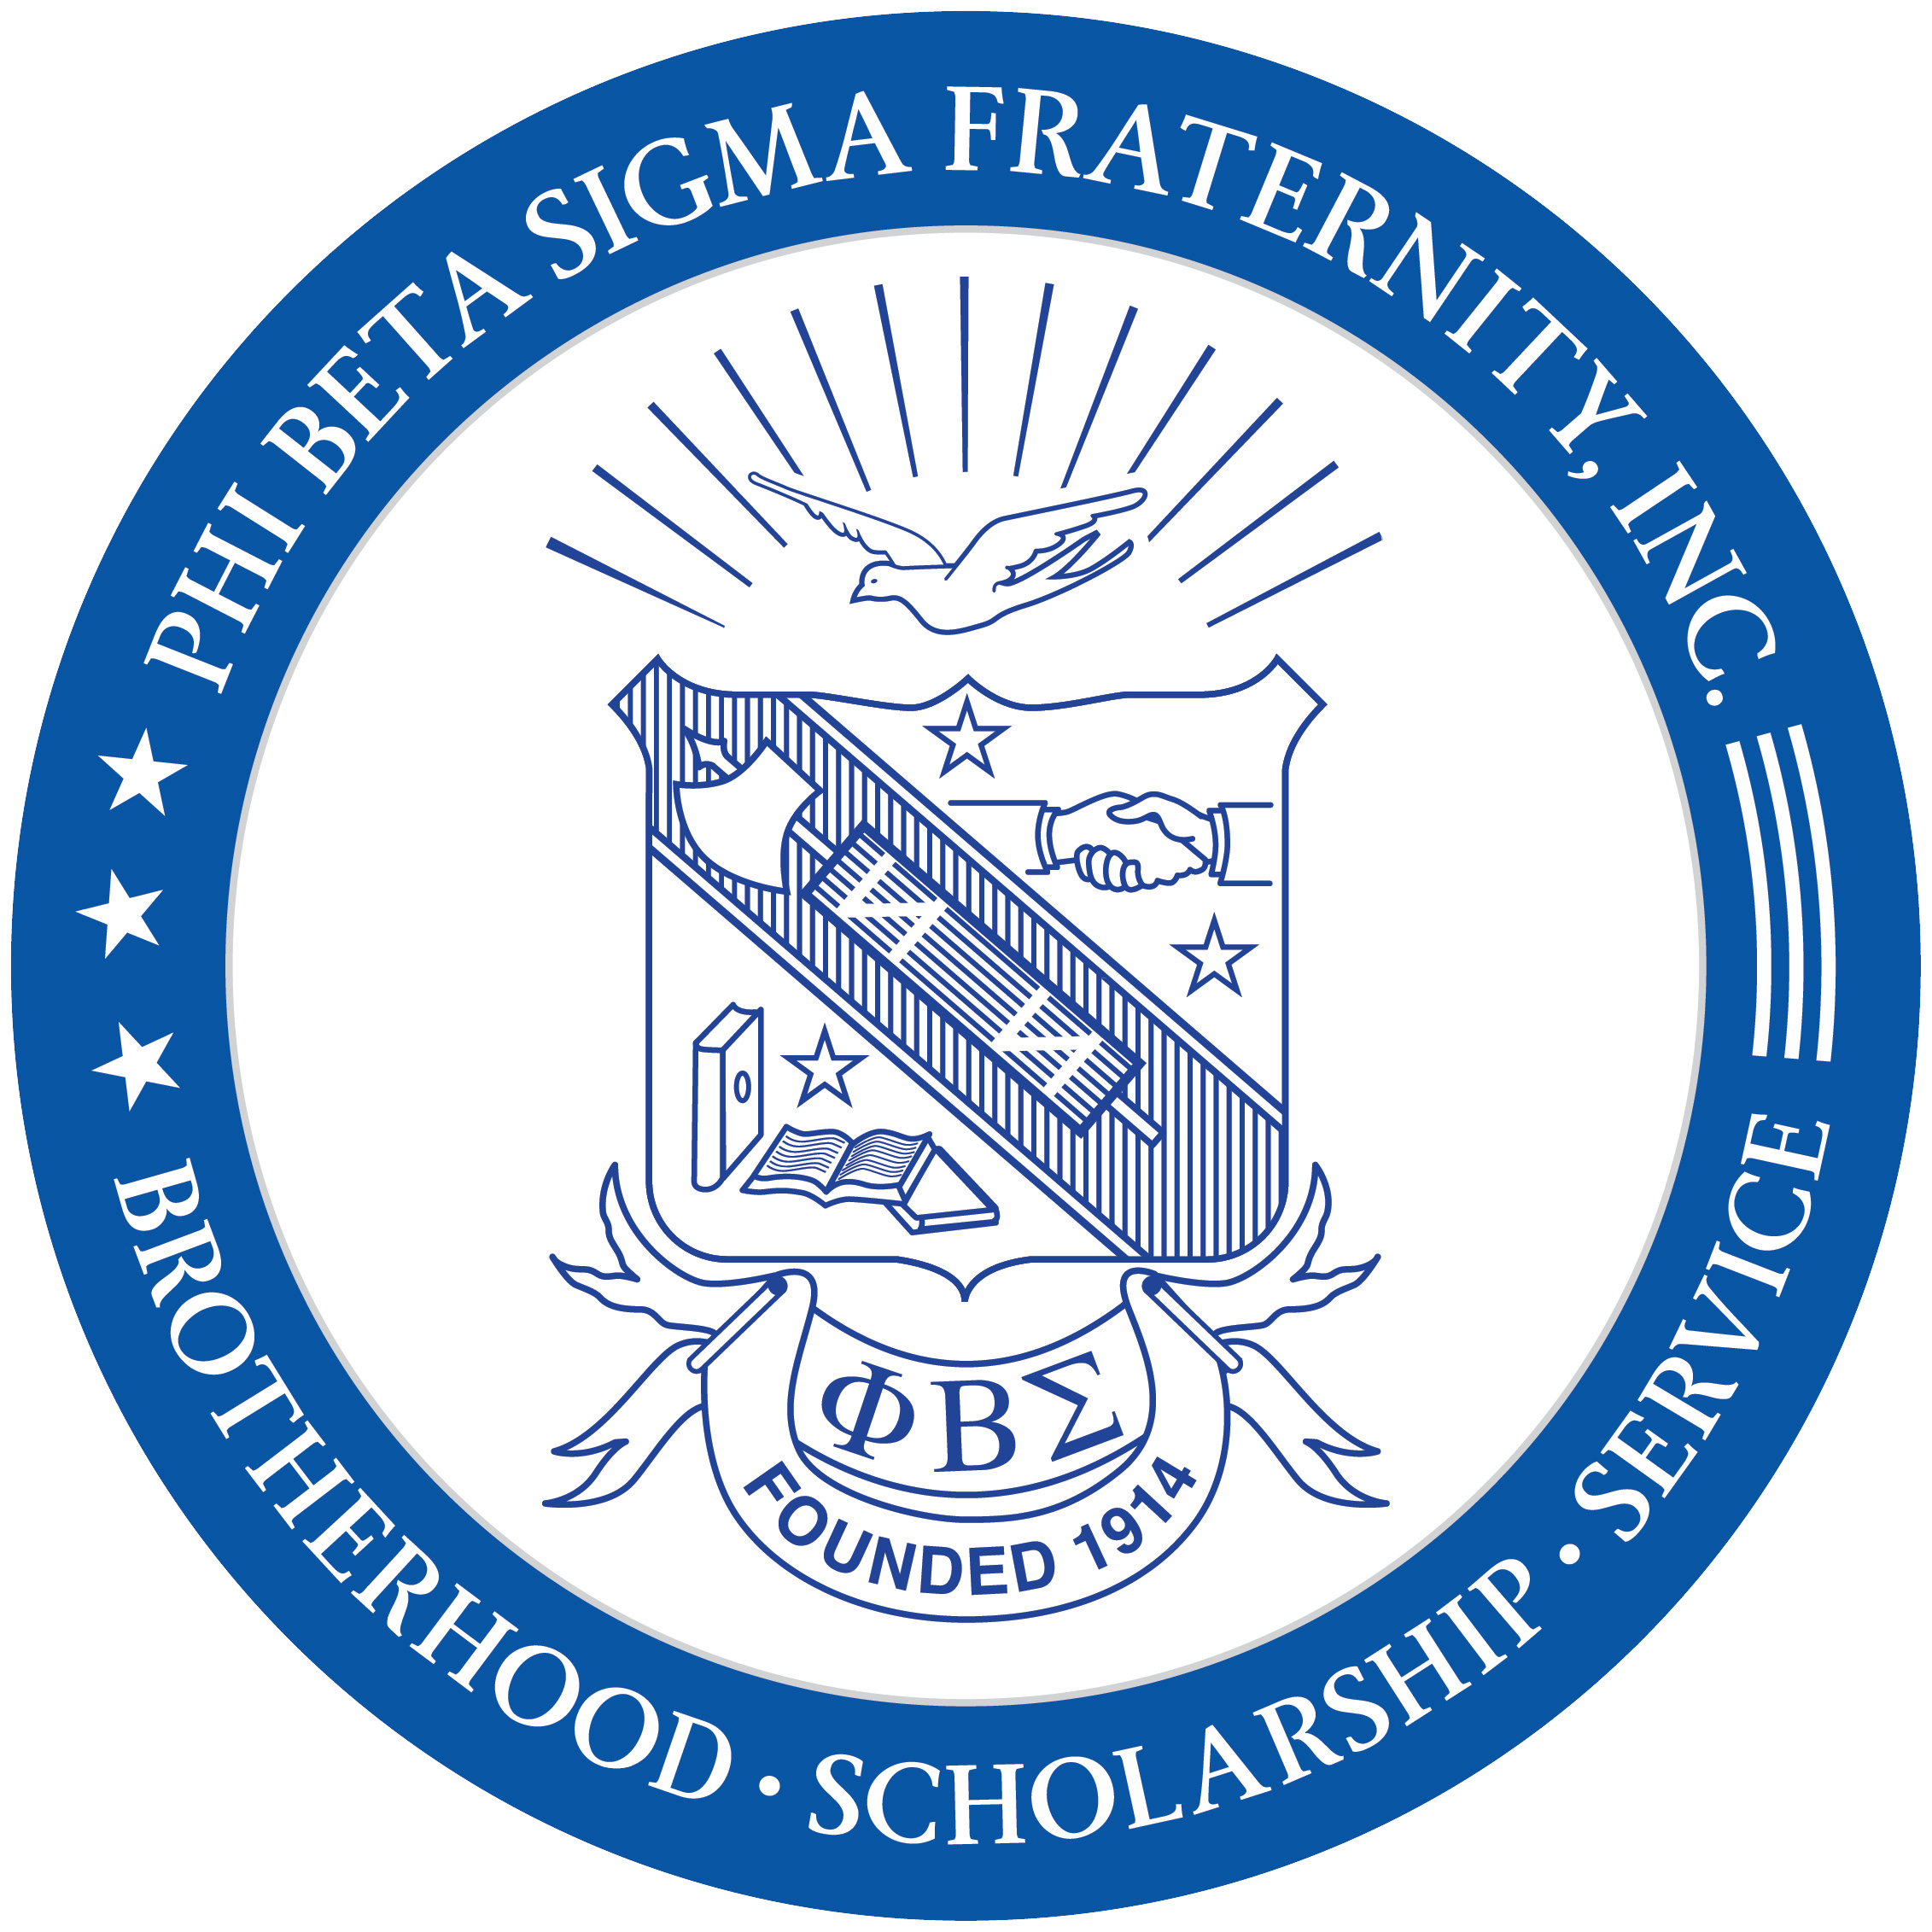 PHI BETA SIGMA FRATERNITY, INC.
BROTHERHOOD · SCHOLARSHIP · SERVICE
ΦΒΣ
FOUNDED 1914